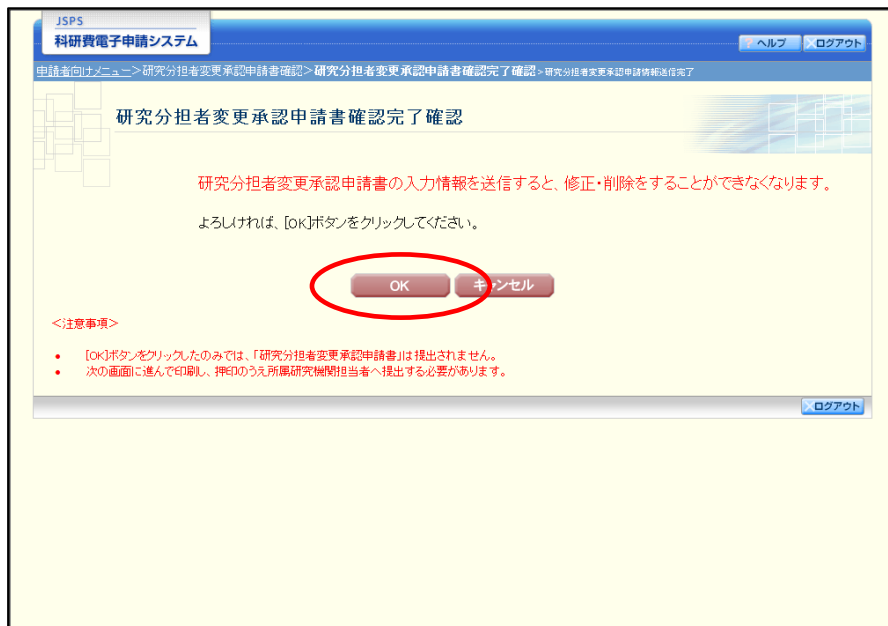 JSPS
科研費電子申請システム
? ヘルプ
×ログアウト
申請者向けメニュー>研究分担者変更承認申請書確認>研究分担者変更承認申請書確認完了確認>研究分担者変更承認申請情報送信完了
研究分担者変更承認申請書確認完了確認
研究分担者変更承認申請書の入力情報を送信すると、修正・削除をすることができなくなります。
よろしければ、[OK]ボタンをクリックしてください。
OK
キャンセル
<注意事項>
• [OK]ボタンをクリックしたのみでは、「研究分担者変更承認申請書」は提出されません。
• 次の画面に進んで印刷し、押印のうえ所属研究機関担当者へ提出する必要があります。
×ログアウト